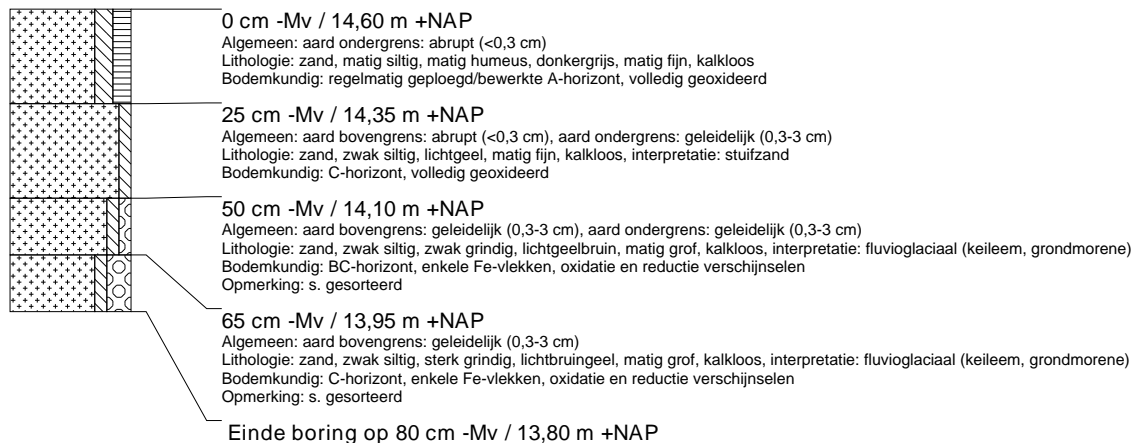 0 cm -Mv / 14,60 m +NAP
Algemeen: aard ondergrens: abrupt (<0,3 cm)
Lithologie: zand, matig siltig, matig humeus, donkergrijs, matig fijn, kalkloos
Bodemkundig: regelmatig geploegd/bewerkte A-horizont, volledig geoxideerd
25 cm -Mv / 14,35 m +NAP
Algemeen: aard bovengrens: abrupt (<0,3 cm), aard ondergrens: geleidelijk (0,3-3 cm)
Lithologie: zand, zwak siltig, lichtgeel, matig fijn, kalkloos, interpretatie: stuifzand
Bodemkundig: C-horizont, volledig geoxideerd
50 cm -Mv / 14,10 m +NAP
Algemeen: aard bovengrens: geleidelijk (0,3-3 cm), aard ondergrens: geleidelijk (0,3-3 cm)
Lithologie: zand, zwak siltig, zwak grindig, lichtgeelbruin, matig grof, kalkloos, interpretatie: fluvioglaciaal (keileem, grondmorene)
Bodemkundig: BC-horizont, enkele Fe-vlekken, oxidatie en reductie verschijnselen
Opmerking: s. gesorteerd
65 cm -Mv / 13,95 m +NAP
Algemeen: aard bovengrens: geleidelijk (0,3-3 cm)
Lithologie: zand, zwak siltig, sterk grindig, lichtbruingeel, matig grof, kalkloos, interpretatie: fluvioglaciaal (keileem, grondmorene)
Bodemkundig: C-horizont, enkele Fe-vlekken, oxidatie en reductie verschijnselen
Opmerking: s. gesorteerd
Einde boring op 80 cm -Mv / 13,80 m +NAP